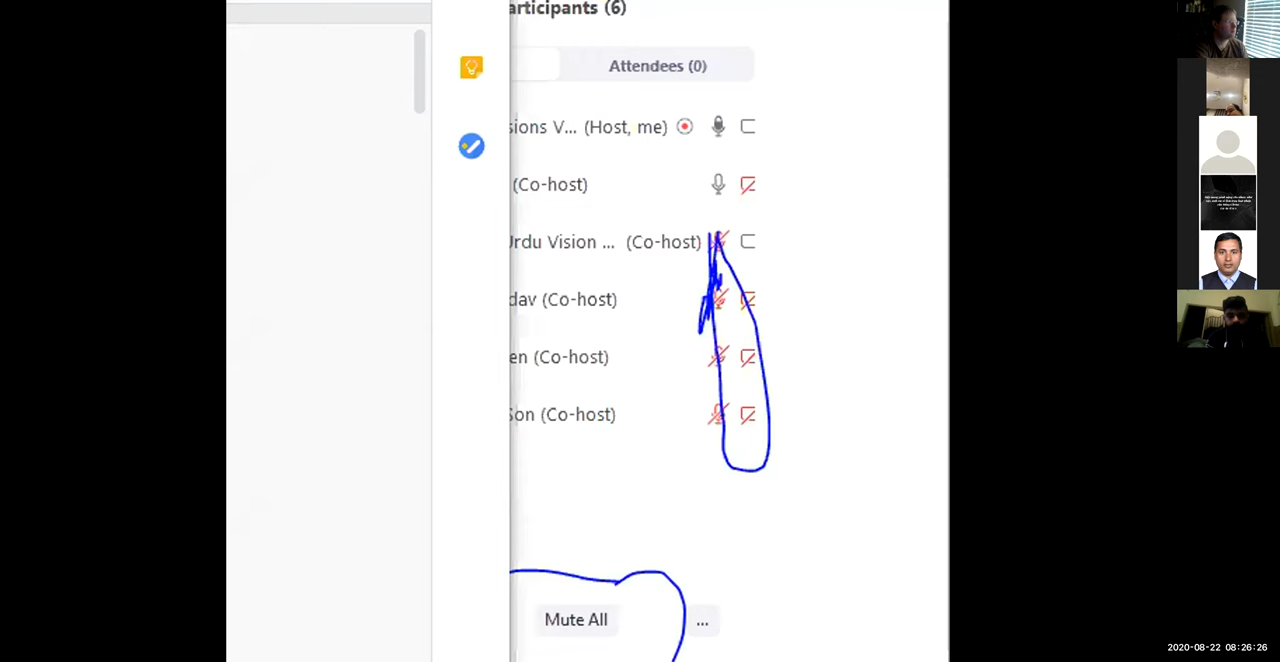 articipants (6)
Attendees (0)
sions V... (Host, me)
(Co-host)
Urdu Vision ... (Co-host)
dav (Co-host)
en (Co-host)
Son (Co-host)
Mute All
...
2020-08-22 08:26:26